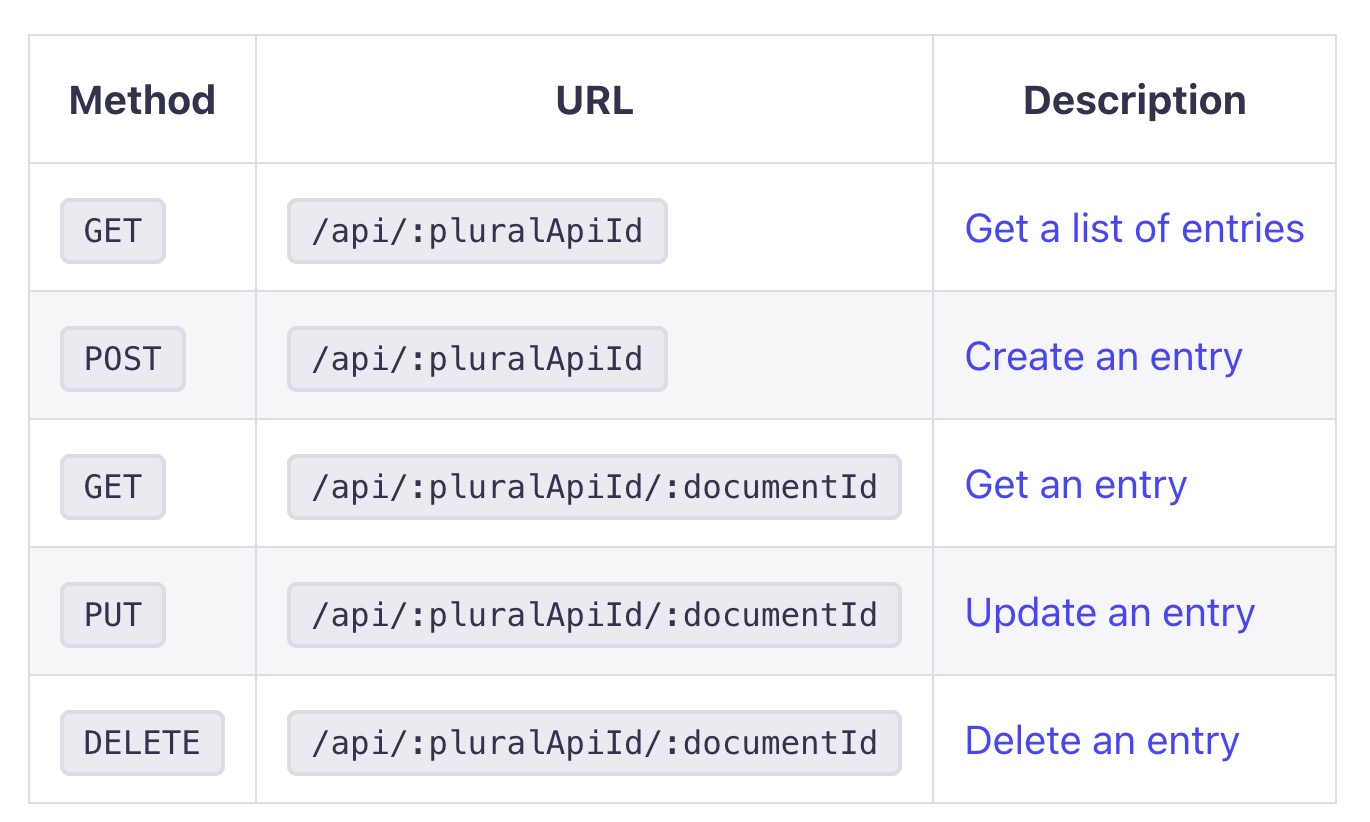 Method URL Description
GET /api/:pluralApiId Get a list of entries
POST /api/:pluralApiId Create an entry
GET /api/:pluralApiId/:documentId Get an entry
PUT /api/:pluralApiId/:documentId Update an entry
DELETE /api/:pluralApiId/:documentId Delete an entry